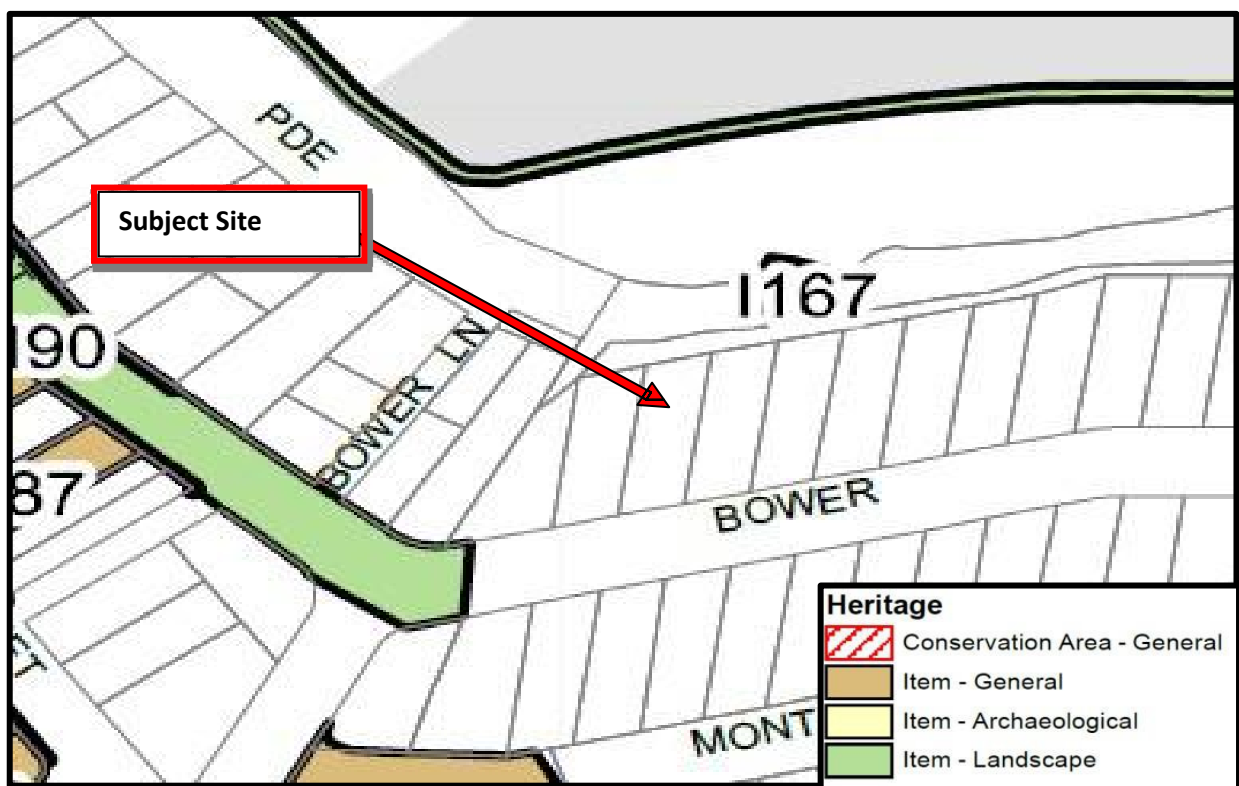 PDE
Subject Site
I167
190
BOWER LN
87
BOWER
MONT
Heritage
Conservation Area - General
Item - General
Item - Archaeological
Item - Landscape